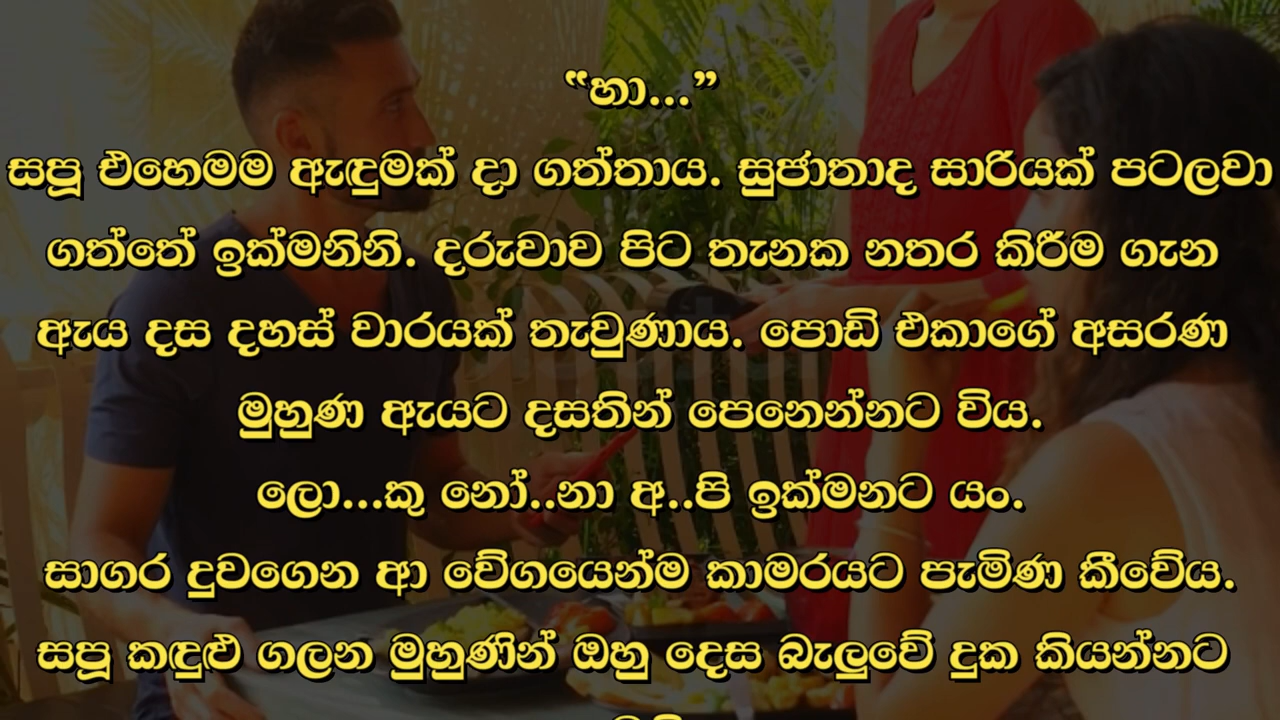 “හා...”
සපූ එහෙමම ඇඳුමක් දා ගත්තාය. සුජාතාද සාරියක් පටලවා
ගත්තේ ඉක්මනිනි. දරුවාව පිට තැනක නතර කිරීම ගැන
ඇය දස දහස් වාරයක් තැවුණාය. පොඩි එකාගේ අසරණ
මුහුණ ඇයට දසතින් පෙනෙන්නට විය.
ලො...කු නෝ..නා අ..පි ඉක්මනට යං.
සාගර දුවගෙන ආ වේගයෙන්ම කාමරයට පැමිණ කීවේය.
සපූ කඳුළු ගලන මුහුණින් ඔහු දෙස බැලුවේ දුක කියන්නට